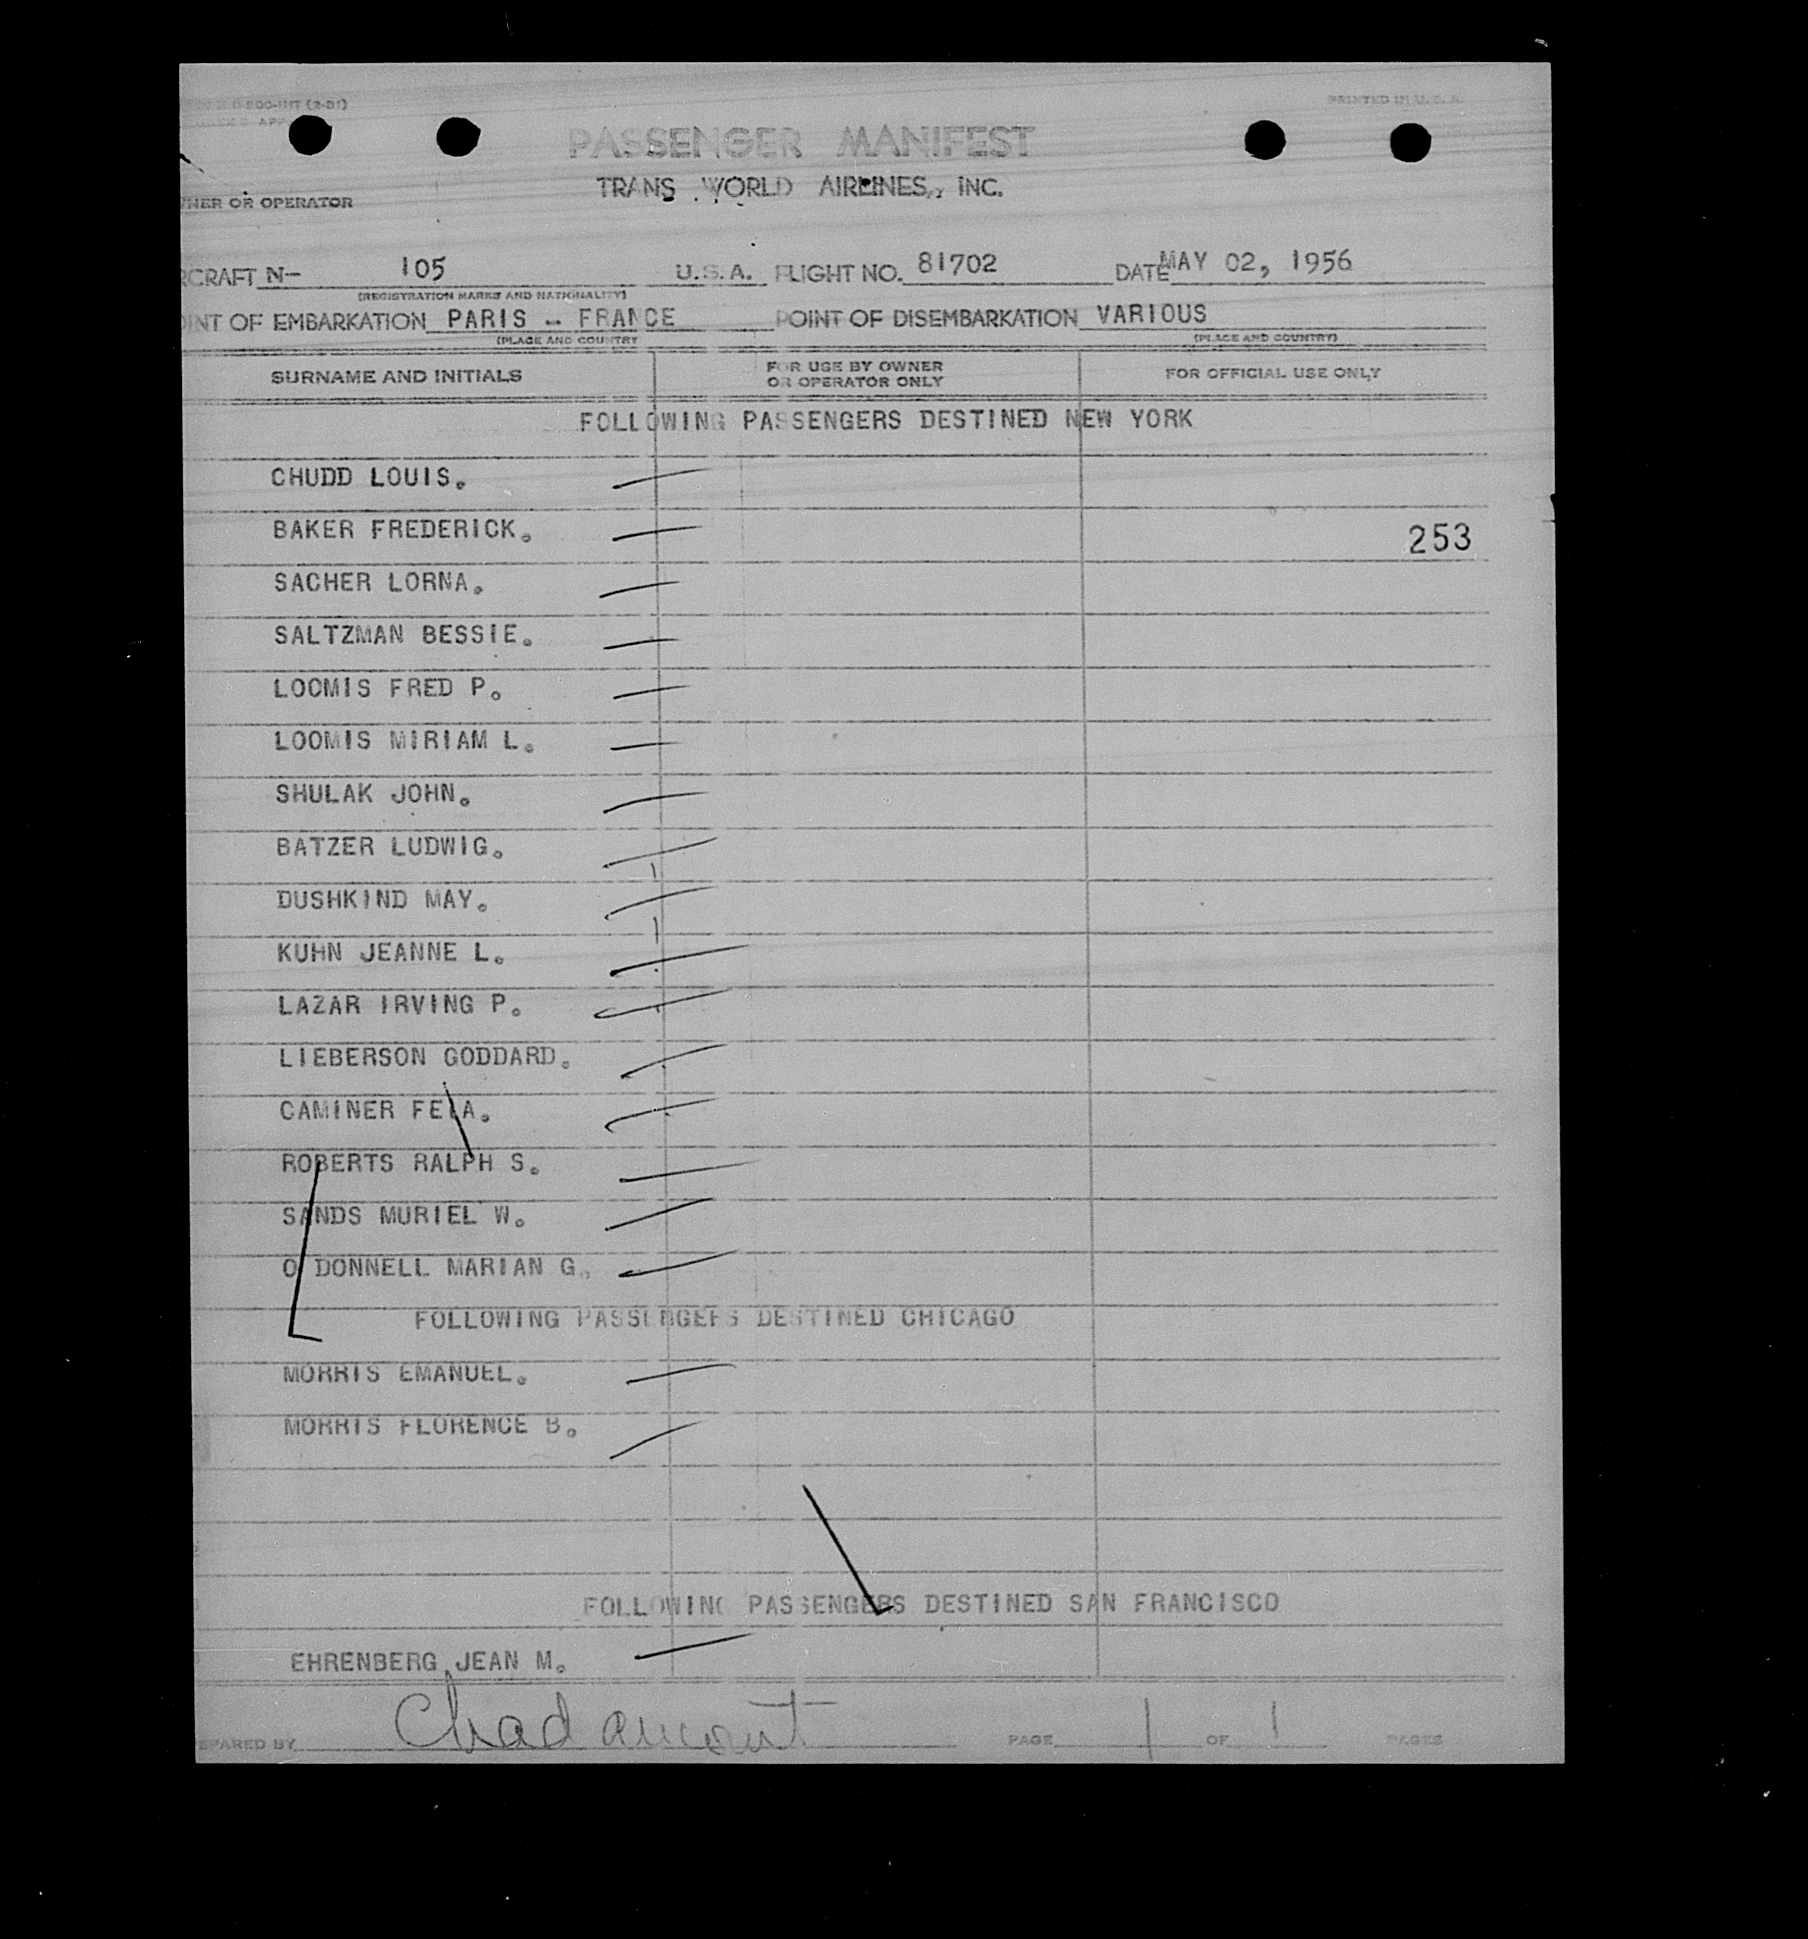 PRINTED IN U. S. A.
PASSENGER MANIFEST
TRANS WORLD AIRLINES, INC.
OR OPERATOR
N- 105 U.S.A. FLIGHT NO. 81702 DATE MAY 02, 1956
(REGISTRATION MARKS AND NATIONALITY)
OF EMBARKATION PARIS - FRANCE POINT OF DISEMBARKATION VARIOUS
(PLACE AND COUNTRY (PLACE AND COUNTRY)
SURNAME AND INITIALS FOR USE BY OWNER OR OPERATOR ONLY FOR OFFICIAL USE ONLY
FOLLOWING PASSENGERS DESTINED NEW YORK
CHUDD LOUIS.
BAKER FREDERICK. 253
SACHER LORNA.
SALTZMAN BESSIE.
LOOMIS FRED P.
LOOMIS MIRIAM L.
SHULAK JOHN.
BATZER LUDWIG.
DUSHKIND MAY.
KUHN JEANNE L.
LAZAR IRVING P.
LIEBERSON GODDARD.
CAMINER FEIA.
ROBERTS RALPH S.
SANDS MURIEL W.
O DONNELL MARIAN G.
FOLLOWING PASSENGERS DESTINED CHICAGO
MORRIS EMANUEL.
MORRIS FLORENCE B.
FOLLOWING PASSENGERS DESTINED SAN FRANCISCO
EHRENBERG JEAN M.
BY PAGE 1 OF 1 PAGES